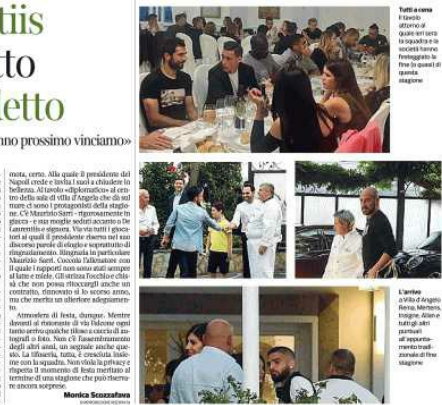 tiis
tto
letto
nno prossimo vinciamo»
mota, certo. Alla quale il presidente del
Napoli crede e invita i suoi a chiudere in
bellezza. Al tavolo «diplomatico» al cen-
tro della sala di villa d'Angelo che dà sul
mare ci sono i protagonisti della stagio-
ne. C'è Maurizio Sarri - rigorosamente in
giacca - e sua moglie seduti accanto a De
Laurentiis e signora. Via via tutti i gioca-
tori ai quali il presidente riserva nel suo
discorso parole di elogio e soprattutto di
ringraziamento. Ringrazia in particolare
Maurizio Sarri. Coccola l'allenatore con
il quale i rapporti non sono stati sempre
al latte e miele. Gli strizza l'occhio e chis-
sà che non possa ritoccargli anche un
contratto, rinnovato sì lo scorso anno,
ma che merita un ulteriore adeguamen-
to.
Atmosfera di festa, dunque. Mentre
davanti al ristorante di via Falcone ogni
tanto arriva qualche tifoso a caccia di au-
tografi o foto. Non c'è l'assembramento
degli altri anni, un segnale anche que-
sto. La tifoseria, tutta, è cresciuta insie-
me con la squadra. Non viola la privacy e
rispetta il momento di festa meritato al
termine di una stagione che può riserva-
re ancora sorprese.
Monica Scozzafava
Tutti a cena
Il tavolo
attorno al
quale ieri sera
la squadra e la
società hanno
festeggiato la
fine (o quasi) di
questa
stagione
L'arrivo
a Villa d'Angelo
Reina, Mertens,
Insigne, Allan e
tutti gli altri
puntuali
all'appunta-
mento tradi-
zionale di fine
stagione